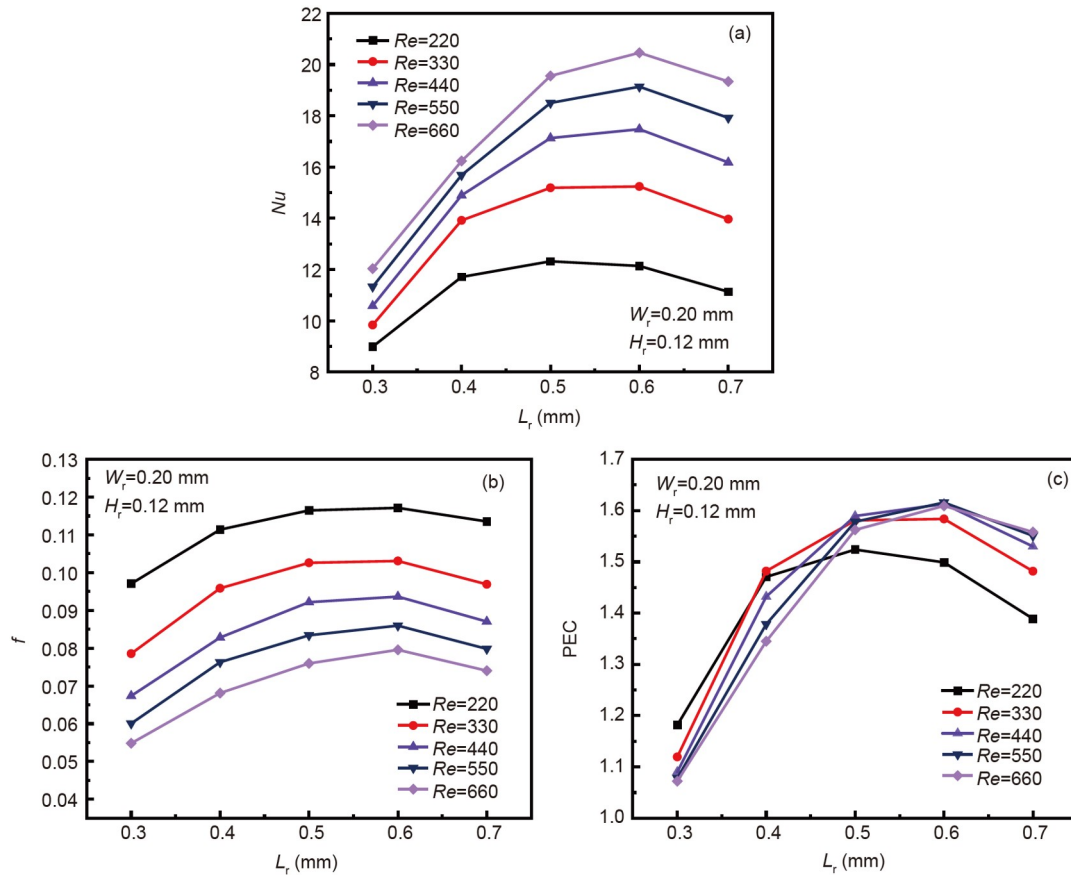 (a)
Re=220
Re=330
Re=440
Re=550
Re=660
22
20
18
16
14
12
10
8
Nu
Wr=0.20 mm
Hr=0.12 mm
0.3 0.4 0.5 0.6 0.7
Lr (mm)
(b)
Wr=0.20 mm
Hr=0.12 mm
0.13
0.12
0.11
0.10
0.09
0.08
0.07
0.06
0.05
0.04
f
Re=220
Re=330
Re=440
Re=550
Re=660
0.3 0.4 0.5 0.6 0.7
Lr (mm)
(c)
Wr=0.20 mm
Hr=0.12 mm
1.7
1.6
1.5
1.4
1.3
1.2
1.1
1.0
PEC
Re=220
Re=330
Re=440
Re=550
Re=660
0.3 0.4 0.5 0.6 0.7
Lr (mm)